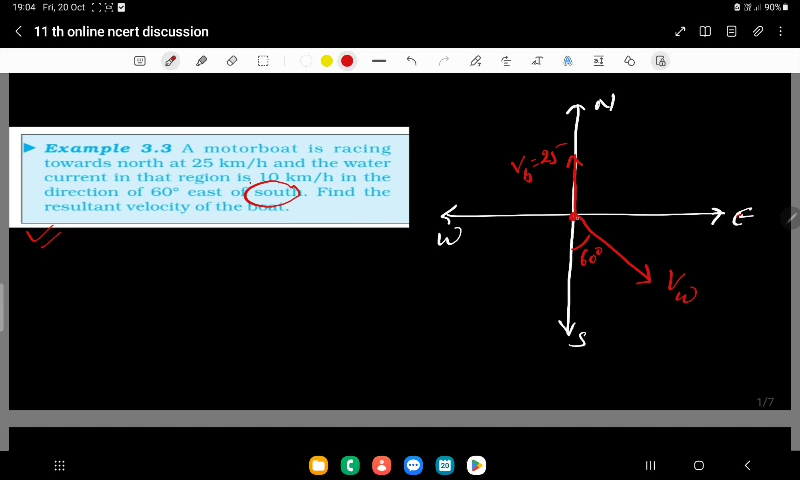 19:04 Fri, 20 Oct
90%
11 th online ncert discussion
N
Example 3.3 A motorboat is racing
towards north at 25 km/h and the water
current in that region is 10 km/h in the
direction of 60° east of south. Find the
resultant velocity of the boat.
Vb=25
W
E
60°
Vw
S
1/7
20